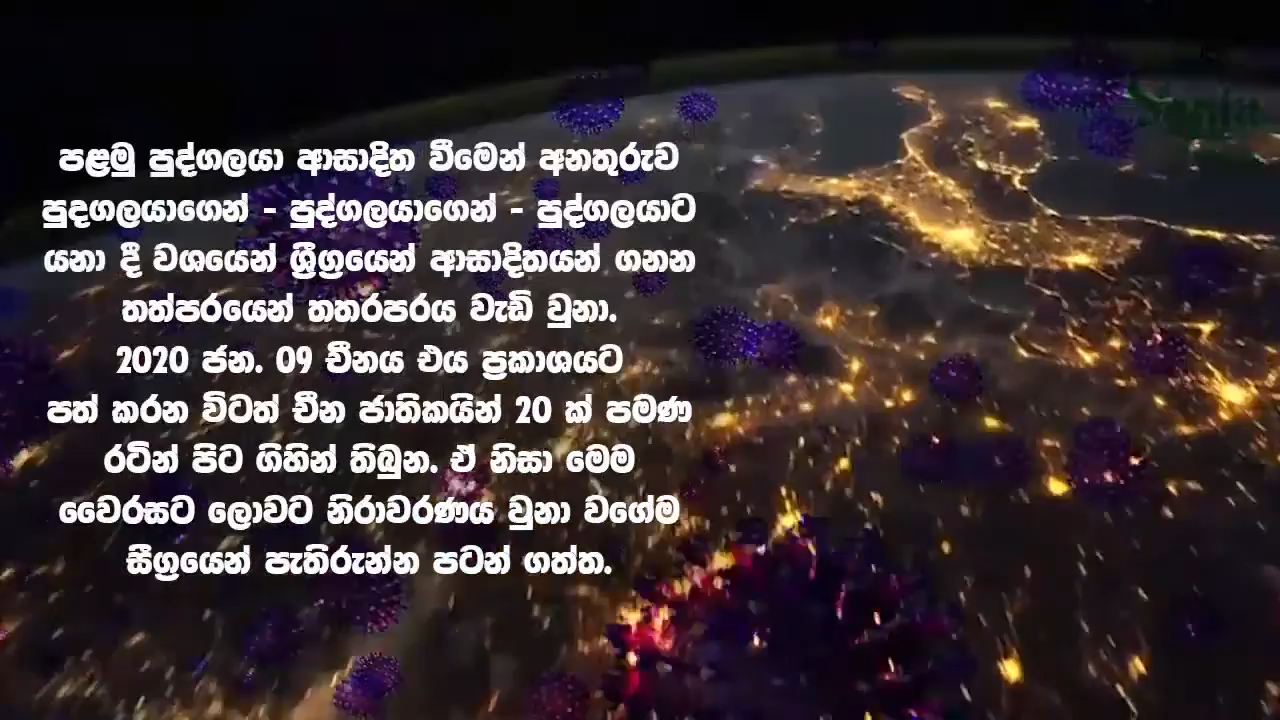 පළමු පුද්ගලයා ආසාදිත වීමෙන් අනතුරුව
පුදගලයාගෙන් - පුද්ගලයාගෙන් - පුද්ගලයාට
යනා දී වශයෙන් ශ්‍රීග්‍රයෙන් ආසාදිතයන් ගනන
තත්පරයෙන් තතරපරය වැඩි වුනා.
2020 ජන. 09 චීනය එය ප්‍රකාශයට
පත් කරන විටත් චීන ජාතිකයින් 20 ක් පමණ
රටින් පිට ගිහින් තිබුන. ඒ නිසා මෙම
වෛරසට ලොවට නිරාවරණය වුනා වගේම
සීග්‍රයෙන් පැතිරුන්න පටන් ගත්ත.